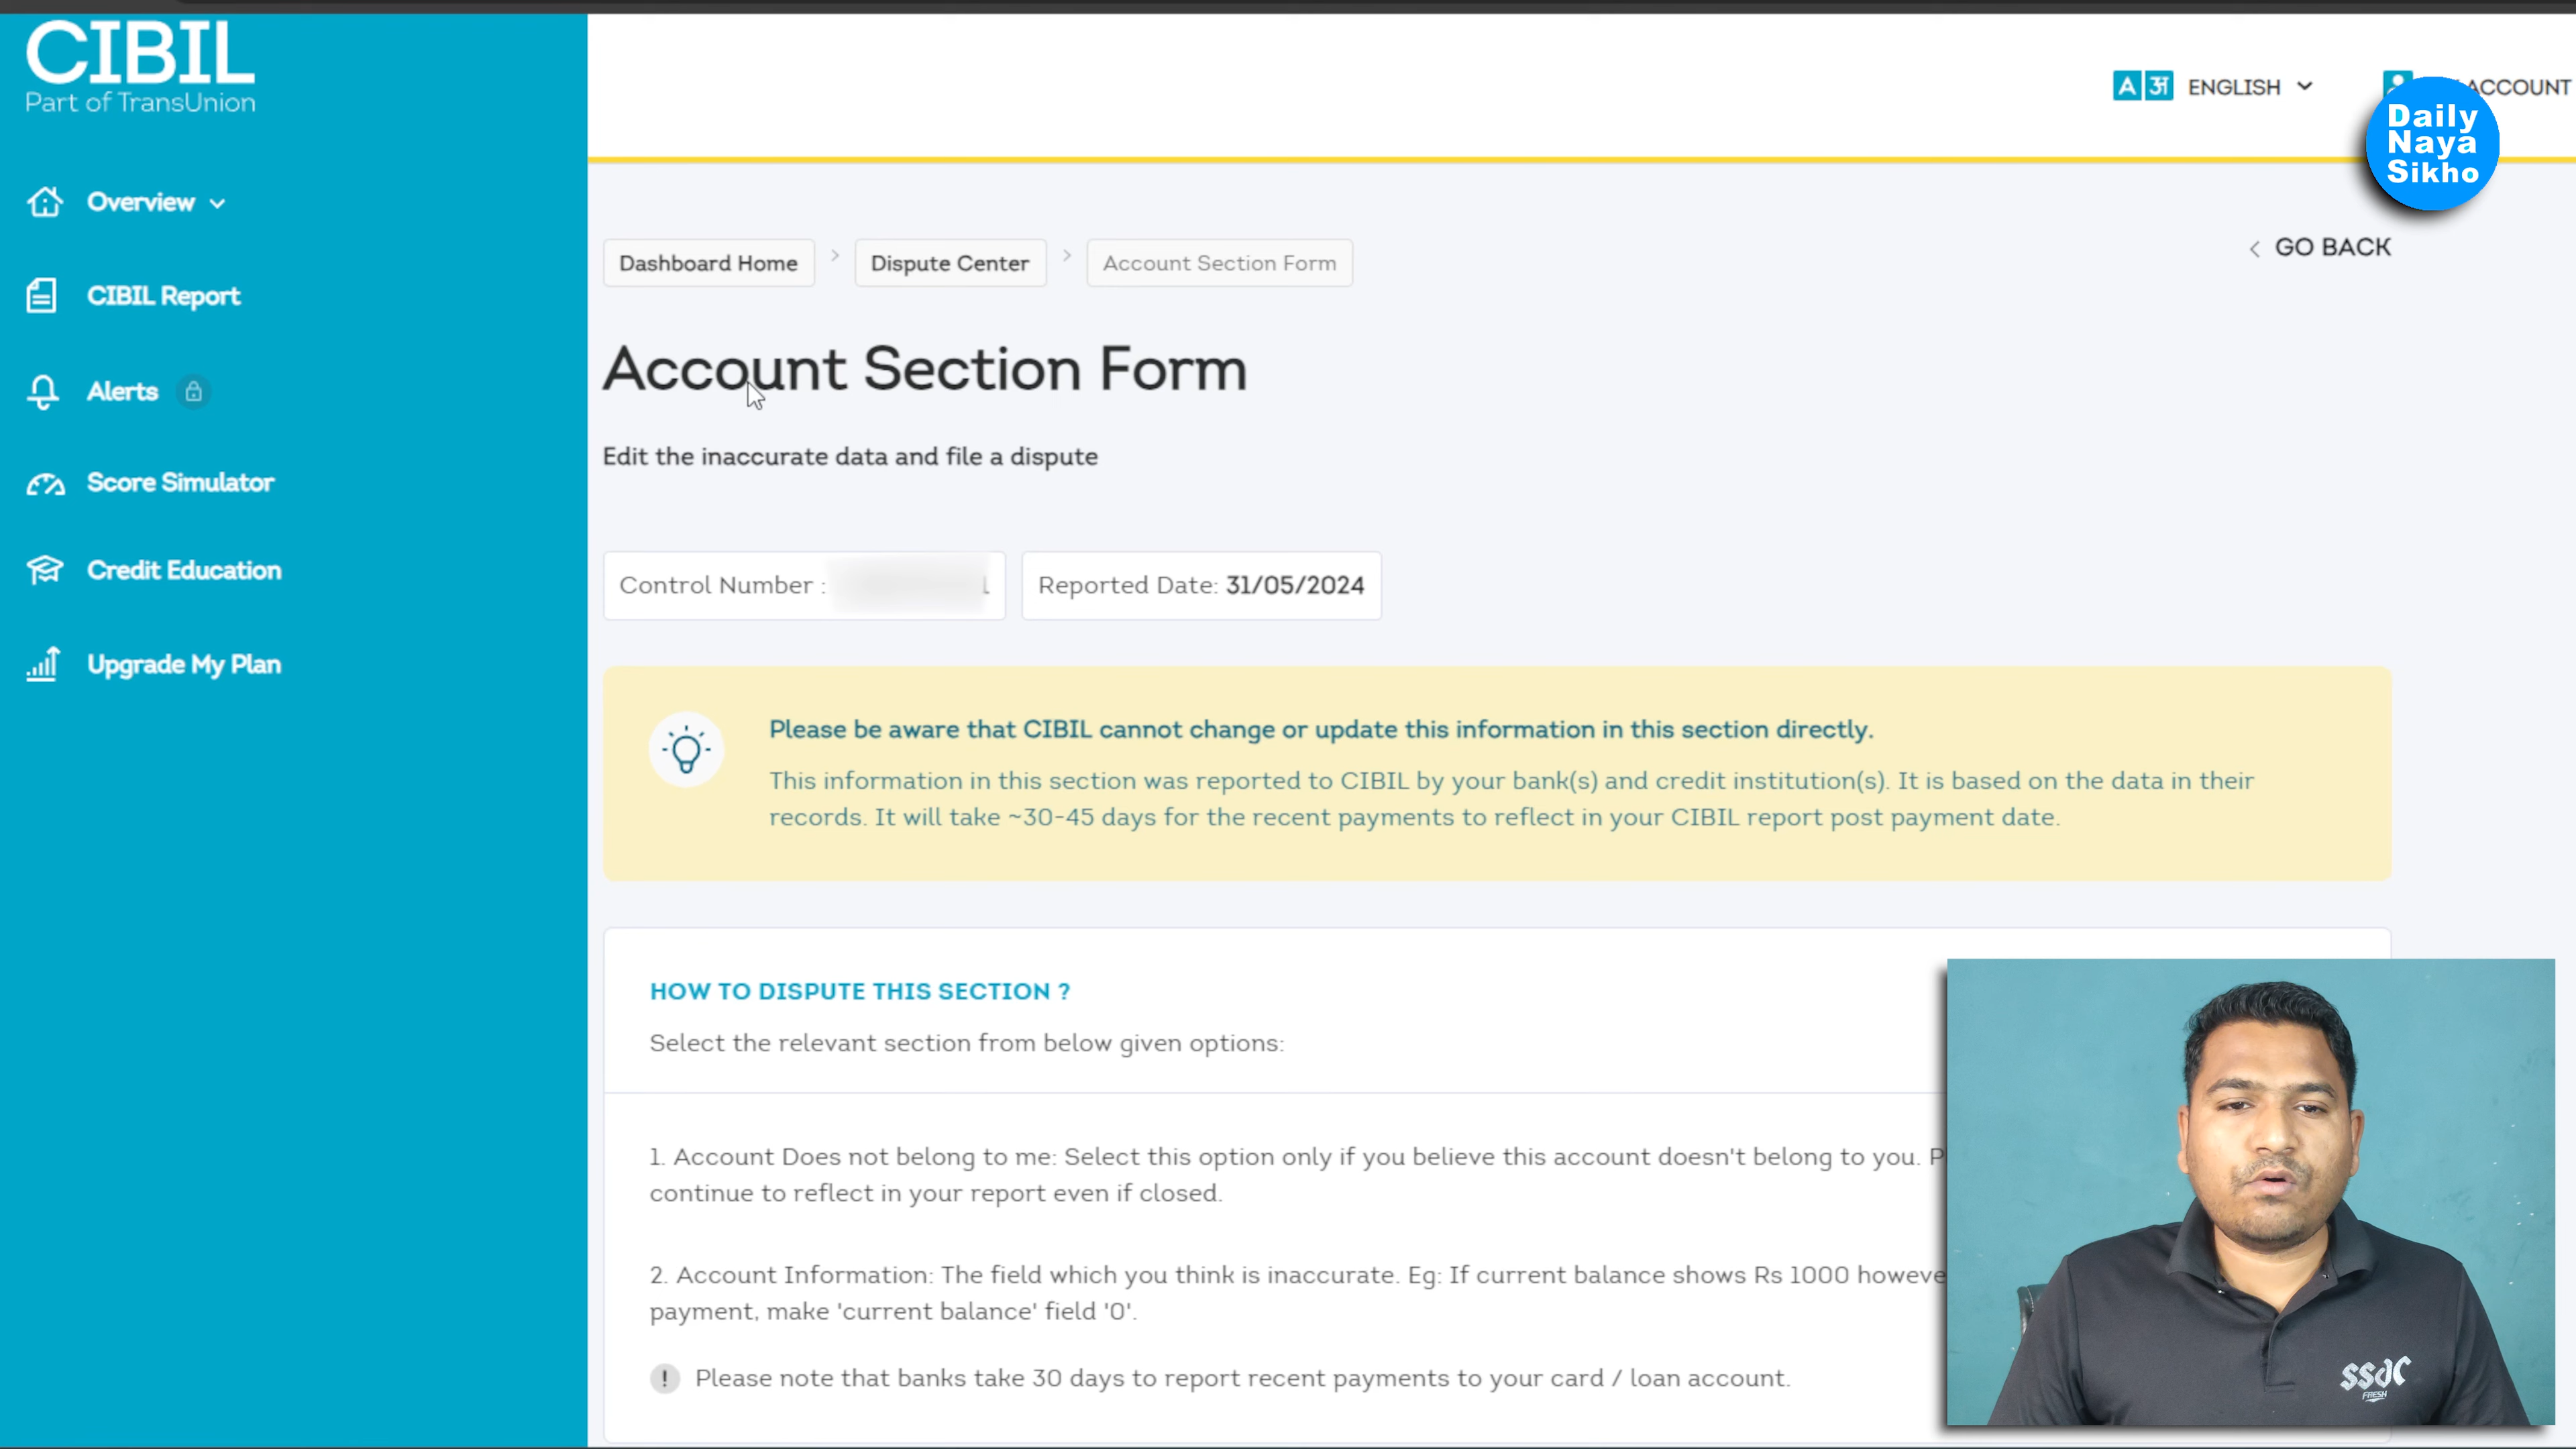 CIBIL
Part of TransUnion
A अ ENGLISH
ACCOUNT
Daily
Naya
Sikho
Overview
CIBIL Report
Alerts
Score Simulator
Credit Education
Upgrade My Plan
Dashboard Home > Dispute Center > Account Section Form
< GO BACK
Account Section Form
Edit the inaccurate data and file a dispute
Control Number :
Reported Date: 31/05/2024
Please be aware that CIBIL cannot change or update this information in this section directly.
This information in this section was reported to CIBIL by your bank(s) and credit institution(s). It is based on the data in their
records. It will take ~30-45 days for the recent payments to reflect in your CIBIL report post payment date.
HOW TO DISPUTE THIS SECTION ?
Select the relevant section from below given options:
1. Account Does not belong to me: Select this option only if you believe this account doesn't belong to you. P
continue to reflect in your report even if closed.
2. Account Information: The field which you think is inaccurate. Eg: If current balance shows Rs 1000 howeve
payment, make 'current balance' field '0'.
! Please note that banks take 30 days to report recent payments to your card / loan account.
FRESH